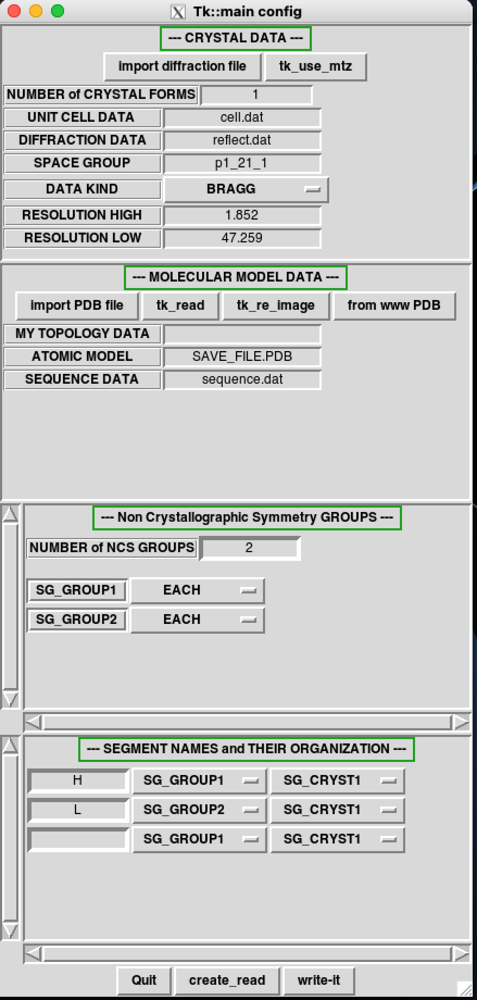 X Tk::main config
--- CRYSTAL DATA ---
import diffraction file tk_use_mtz
NUMBER of CRYSTAL FORMS 1
UNIT CELL DATA cell.dat
DIFFRACTION DATA reflect.dat
SPACE GROUP p1_21_1
DATA KIND BRAGG
RESOLUTION HIGH 1.852
RESOLUTION LOW 47.259
--- MOLECULAR MODEL DATA ---
import PDB file tk_read tk_re_image from www PDB
MY TOPOLOGY DATA
ATOMIC MODEL SAVE_FILE.PDB
SEQUENCE DATA sequence.dat
--- Non Crystallographic Symmetry GROUPS ---
NUMBER of NCS GROUPS 2
SG_GROUP1 EACH
SG_GROUP2 EACH
--- SEGMENT NAMES and THEIR ORGANIZATION ---
H SG_GROUP1 SG_CRYST1
L SG_GROUP2 SG_CRYST1
SG_GROUP1 SG_CRYST1
Quit create_read write-it